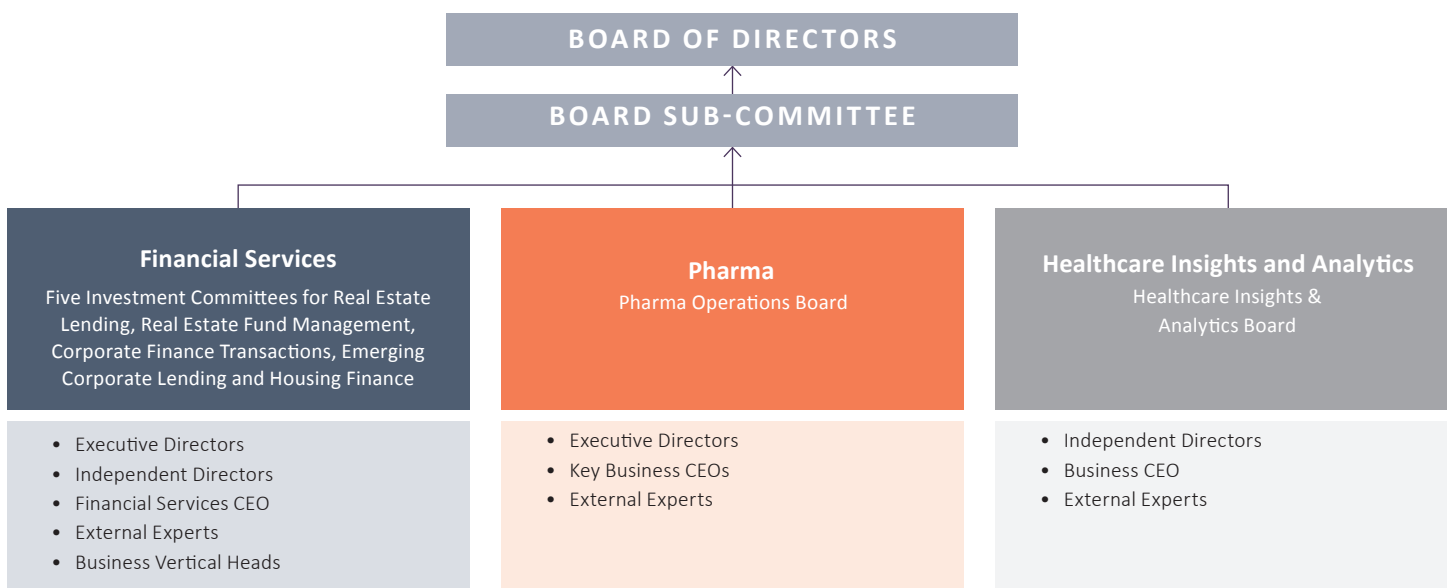 BOARD OF DIRECTORS
BOARD SUB-COMMITTEE
Financial Services
Five Investment Committees for Real Estate
Lending, Real Estate Fund Management,
Corporate Finance Transactions, Emerging
Corporate Lending and Housing Finance
• Executive Directors
• Independent Directors
• Financial Services CEO
• External Experts
• Business Vertical Heads
Pharma
Pharma Operations Board
• Executive Directors
• Key Business CEOs
• External Experts
Healthcare Insights and Analytics
Healthcare Insights &
Analytics Board
• Independent Directors
• Business CEO
• External Experts